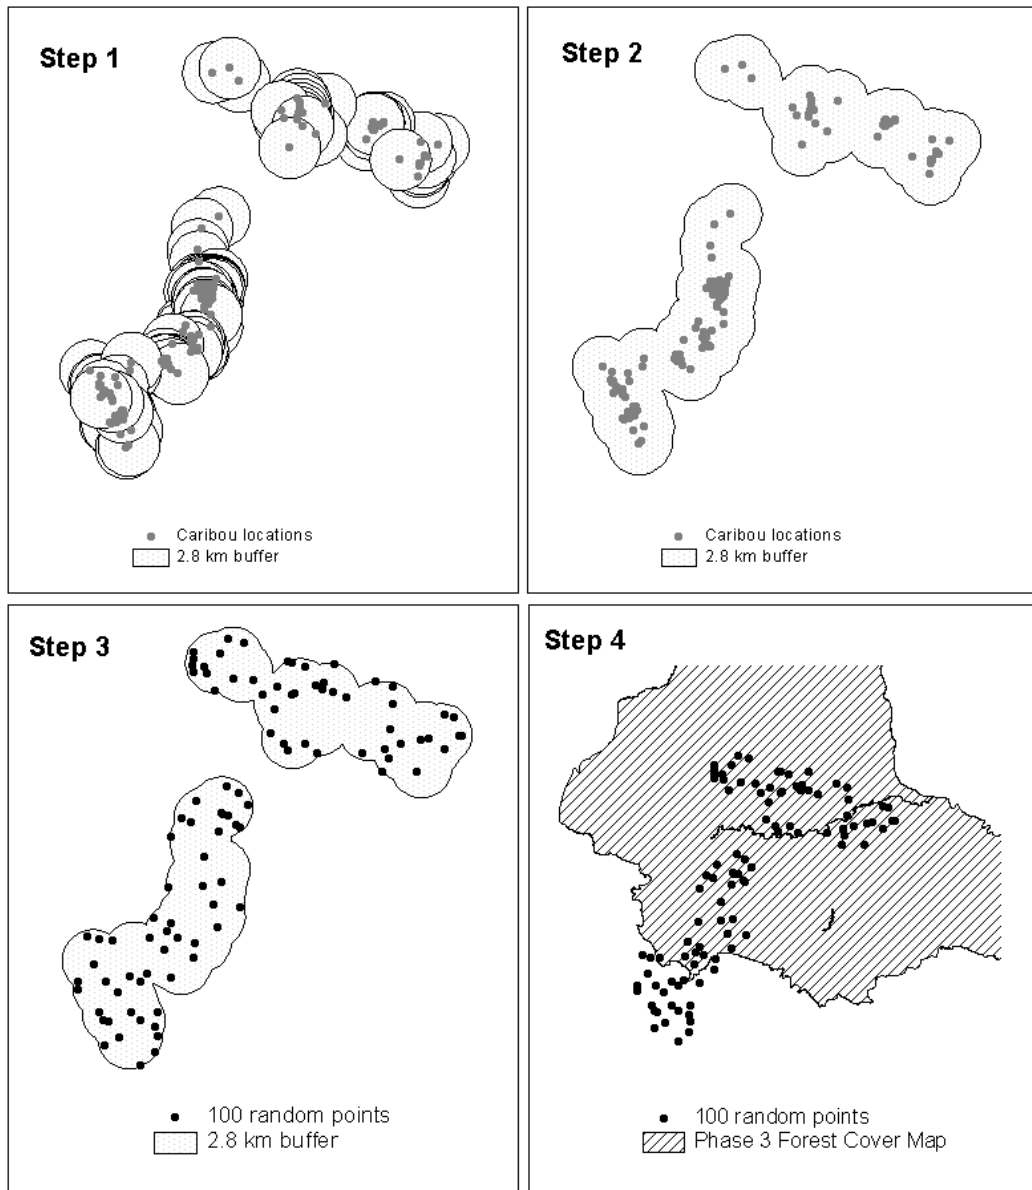 Step 1
Caribou locations
2.8 km buffer
Step 2
Caribou locations
2.8 km buffer
Step 3
100 random points
2.8 km buffer
Step 4
100 random points
Phase 3 Forest Cover Map